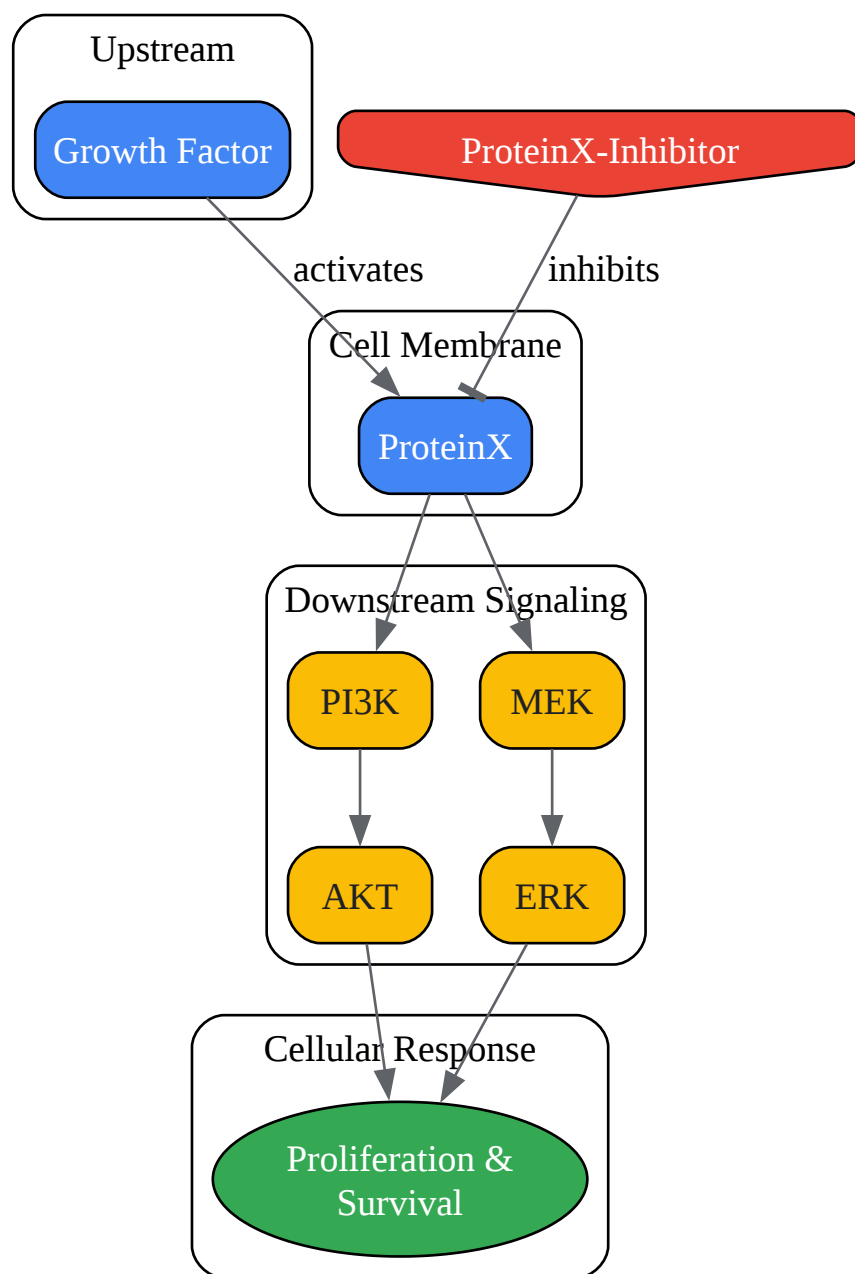 Upstream
Growth Factor
ProteinX-Inhibitor
activates
inhibits
Cell Membrane
ProteinX
Downstream Signaling
PI3K
MEK
AKT
ERK
Cellular Response
Proliferation &
Survival